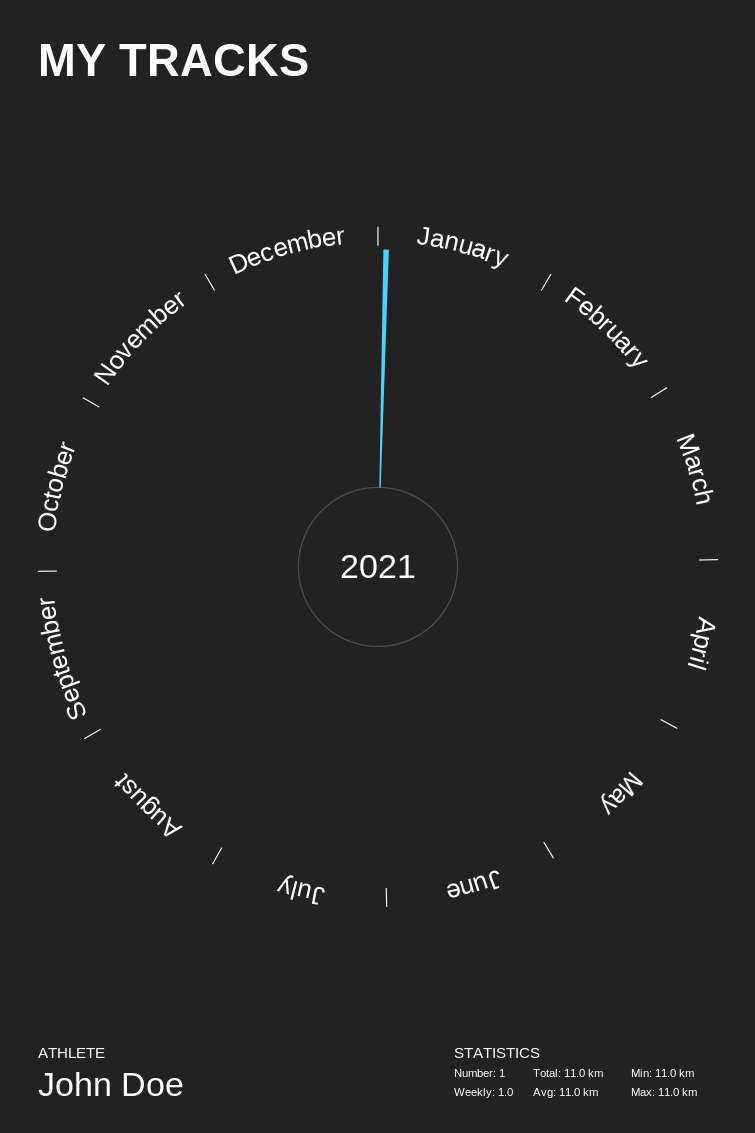 MY TRACKS
January
February
March
April
May
June
July
August
September
October
November
December
2021
ATHLETE
John Doe
STATISTICS
Number: 1 Total: 11.0 km Min: 11.0 km
Weekly: 1.0 Avg: 11.0 km Max: 11.0 km